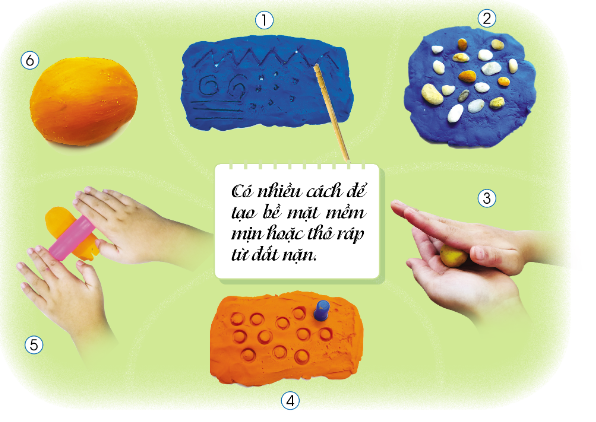 1
2
6
Có nhiều cách để
tạo bề mặt mềm
mịn hoặc thô ráp
từ đất nặn.
3
5
4